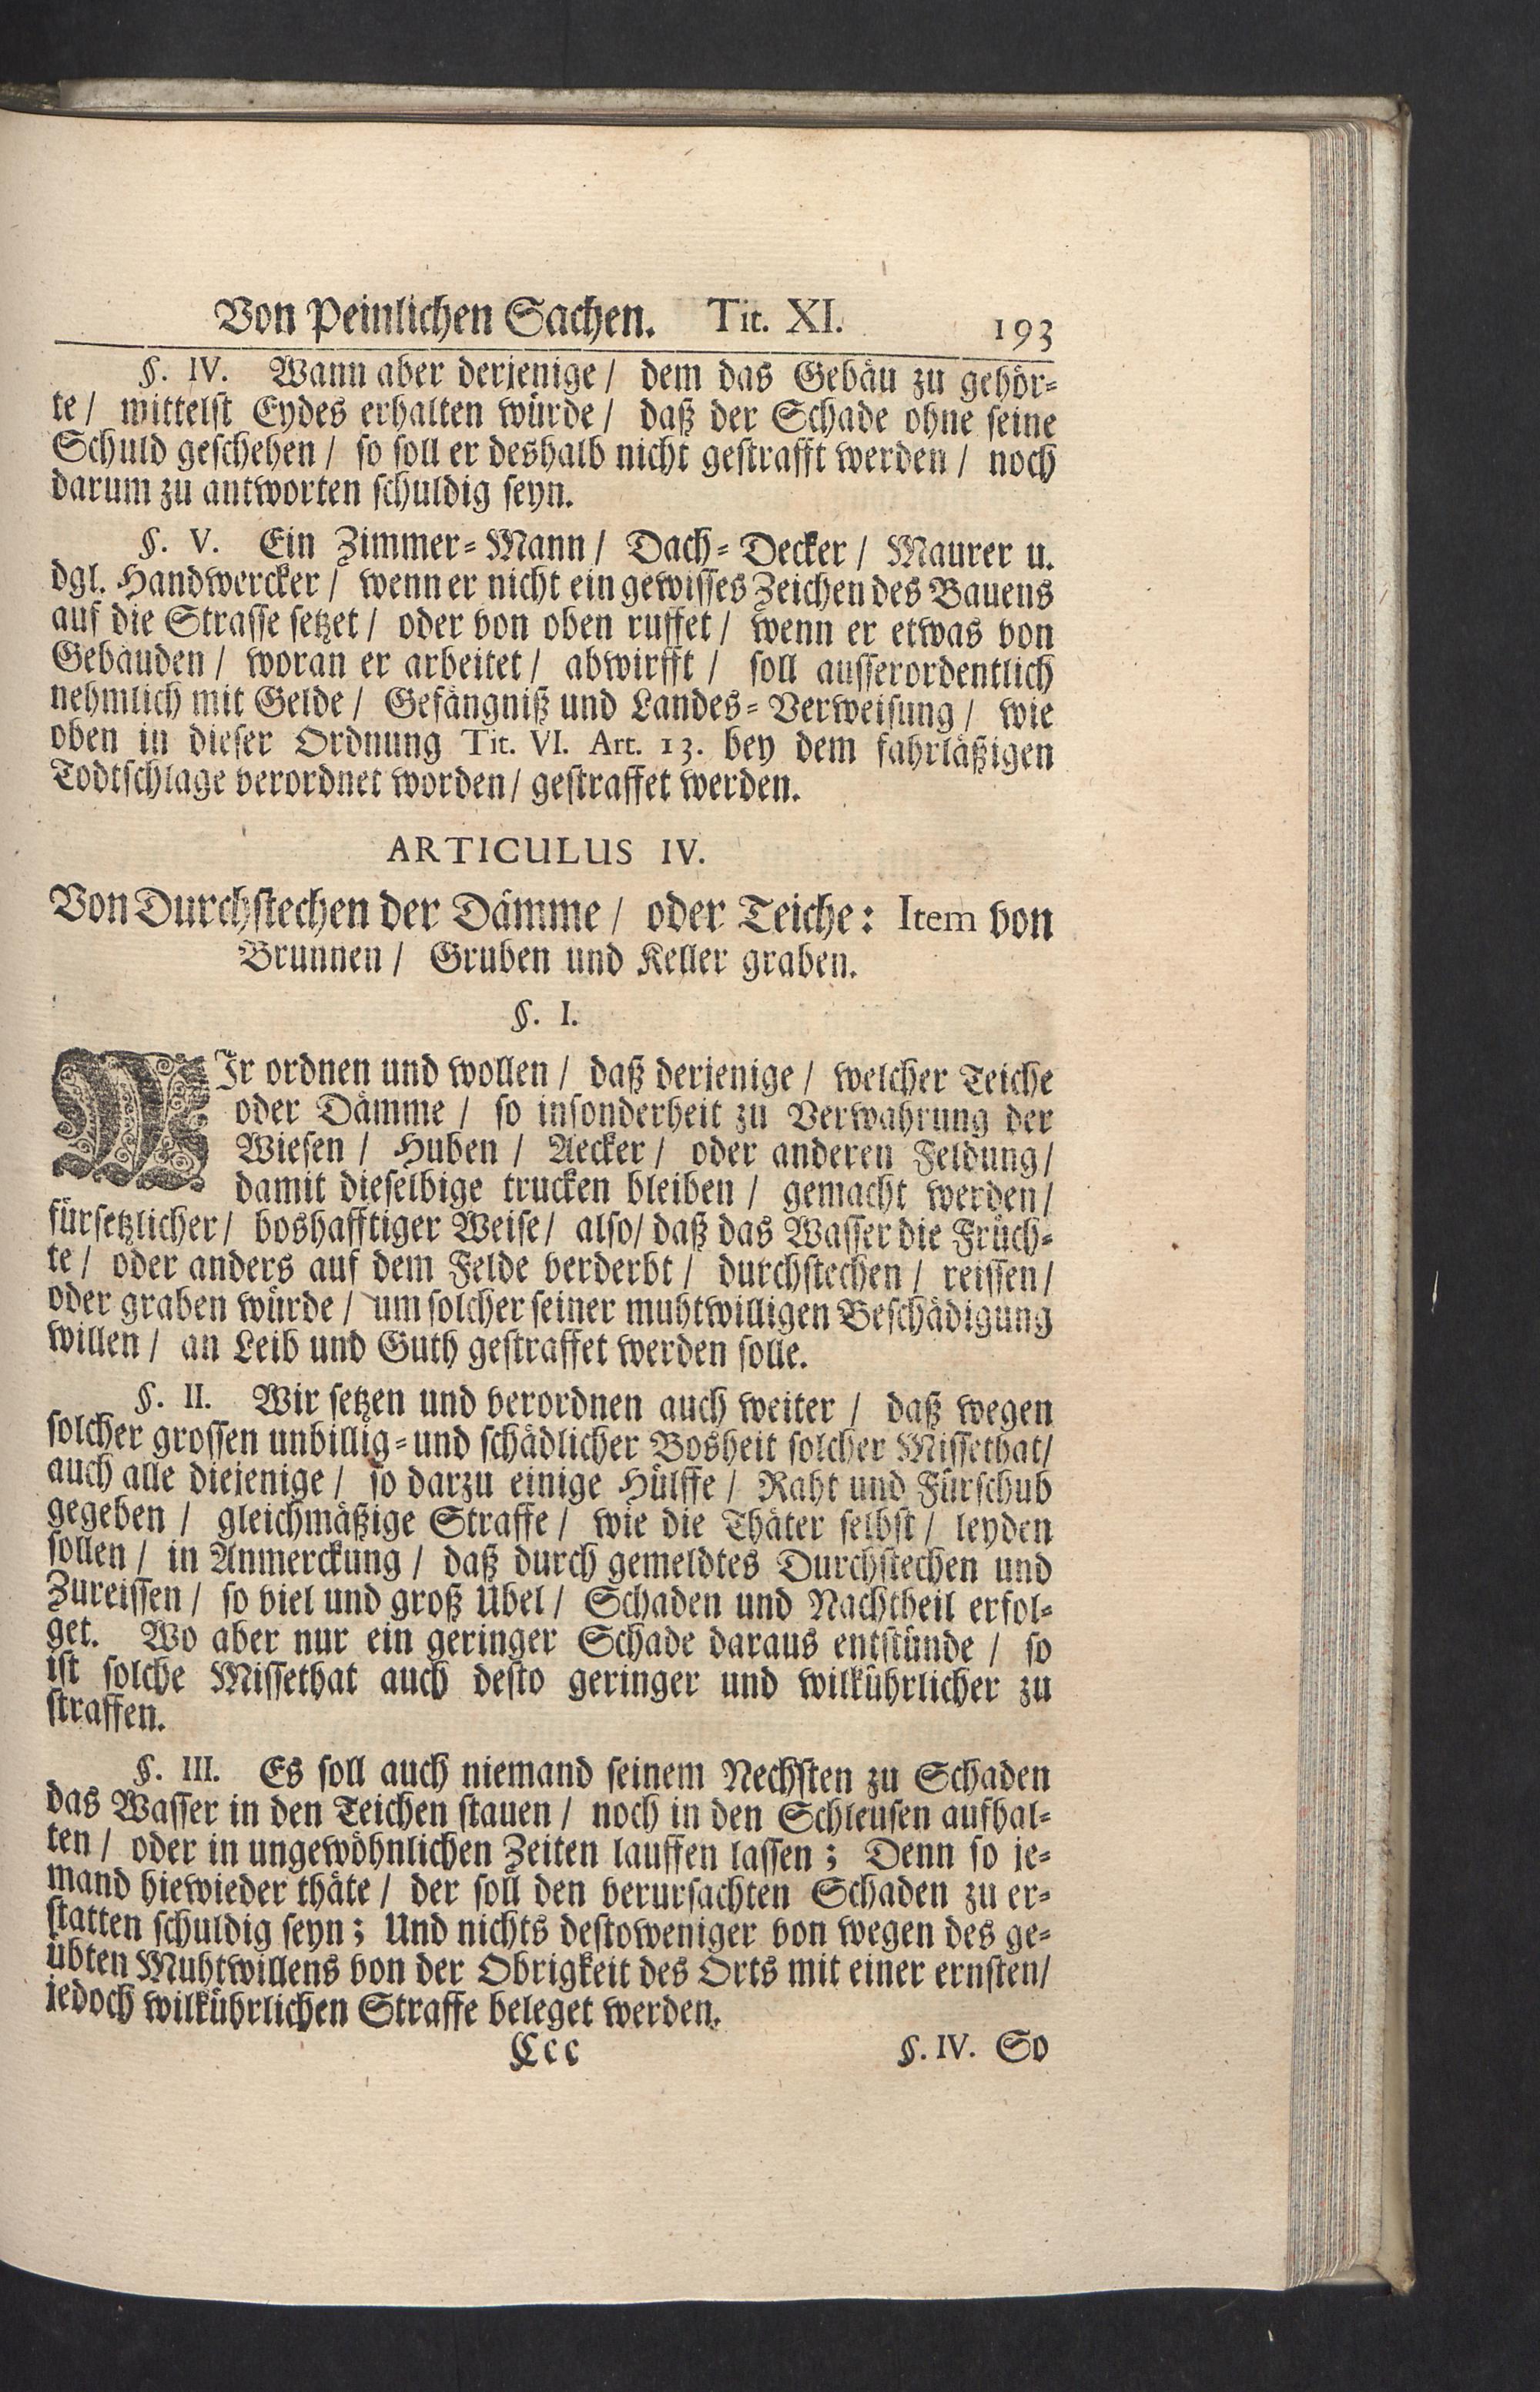 Von Peinlichen Sachen. Tit. XI. 193
§. IV. Wann aber derjenige / dem das Gebäu zu gehör-
te / mittelst Eydes erhalten würde / daß der Schade ohne seine
Schuld geschehen / so soll er deshalb nicht gestrafft werden / noch
darum zu antworten schuldig seyn.
§. V. Ein Zimmer-Mann / Dach-Decker / Maurer u.
dgl. Handwercker / wenn er nicht ein gewisses Zeichen des Bauens
auf die Strasse setzet / oder von oben ruffet / wenn er etwas von
Gebäuden / woran er arbeitet / abwirfft / soll ausserordentlich
nehmlich mit Gelde / Gefängniß und Landes-Verweisung / wie
oben in dieser Ordnung Tit. VI. Art. 13. bey dem fahrläßigen
Todtschlage verordnet worden / gestraffet werden.
ARTICULUS IV.
Von Durchstechen der Dämme / oder Teiche: Item von
Brunnen / Gruben und Keller graben.
§. I.
WIr ordnen und wollen / daß derjenige / welcher Teiche
oder Dämme / so insonderheit zu Verwahrung der
Wiesen / Huben / Aecker / oder anderen Feldung /
damit dieselbige trucken bleiben / gemacht werden /
fürsetzlicher / boshafftiger Weise / also / daß das Wasser die Früch-
te / oder anders auf dem Felde verderbt / durchstechen / reissen /
oder graben würde / um solcher seiner muhtwilligen Beschädigung
willen / an Leib und Guth gestraffet werden solle.
§. II. Wir setzen und verordnen auch weiter / daß wegen
solcher grossen unbillig-und schädlicher Bosheit solcher Missethat /
auch alle diejenige / so darzu einige Hülffe / Raht und Fürschub
gegeben / gleichmäßige Straffe / wie die Thäter selbst / leyden
sollen / in Anmerckung / daß durch gemeldtes Durchstechen und
Zureissen / so viel und groß Ubel / Schaden und Nachtheil erfol-
get. Wo aber nur ein geringer Schade daraus entstünde / so
ist solche Missethat auch desto geringer und wilkührlicher zu
straffen.
§. III. Es soll auch niemand seinem Nechsten zu Schaden
das Wasser in den Teichen stauen / noch in den Schleusen aufhal-
ten / oder in ungewöhnlichen Zeiten lauffen lassen; Denn so je-
mand hiewieder thäte / der soll den verursachten Schaden zu er-
statten schuldig seyn; Und nichts destoweniger von wegen des ge-
übten Muhtwillens von der Obrigkeit des Orts mit einer ernsten /
jedoch wilkührlichen Straffe beleget werden.
Ccc §. IV. So